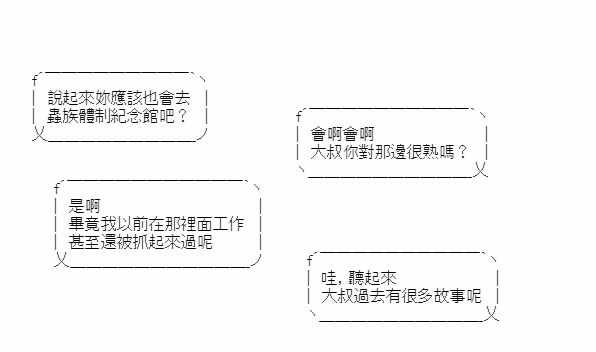 說起來妳應該也會去
蟲族體制紀念館吧？
會啊會啊
大叔你對那邊很熟嗎？
是啊
畢竟我以前在那裡面工作
甚至還被抓起來過呢
哇，聽起來
大叔過去有很多故事呢